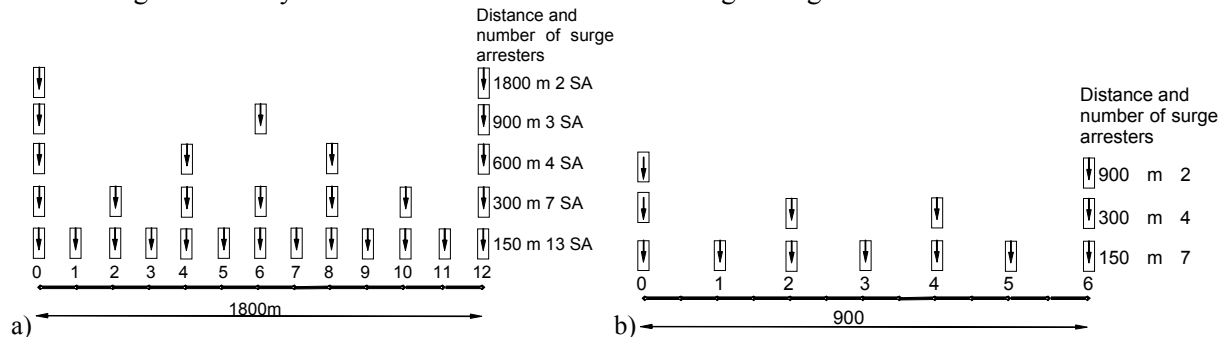 Distance and
number of surge
arresters
1800 m 2 SA
900 m 3 SA
600 m 4 SA
300 m 7 SA
150 m 13 SA
0 1 2 3 4 5 6 7 8 9 10 11 12
1800m
a)
Distance and
number of surge
arresters
900 m 2
300 m 4
150 m 7
0 1 2 3 4 5 6
900
b)